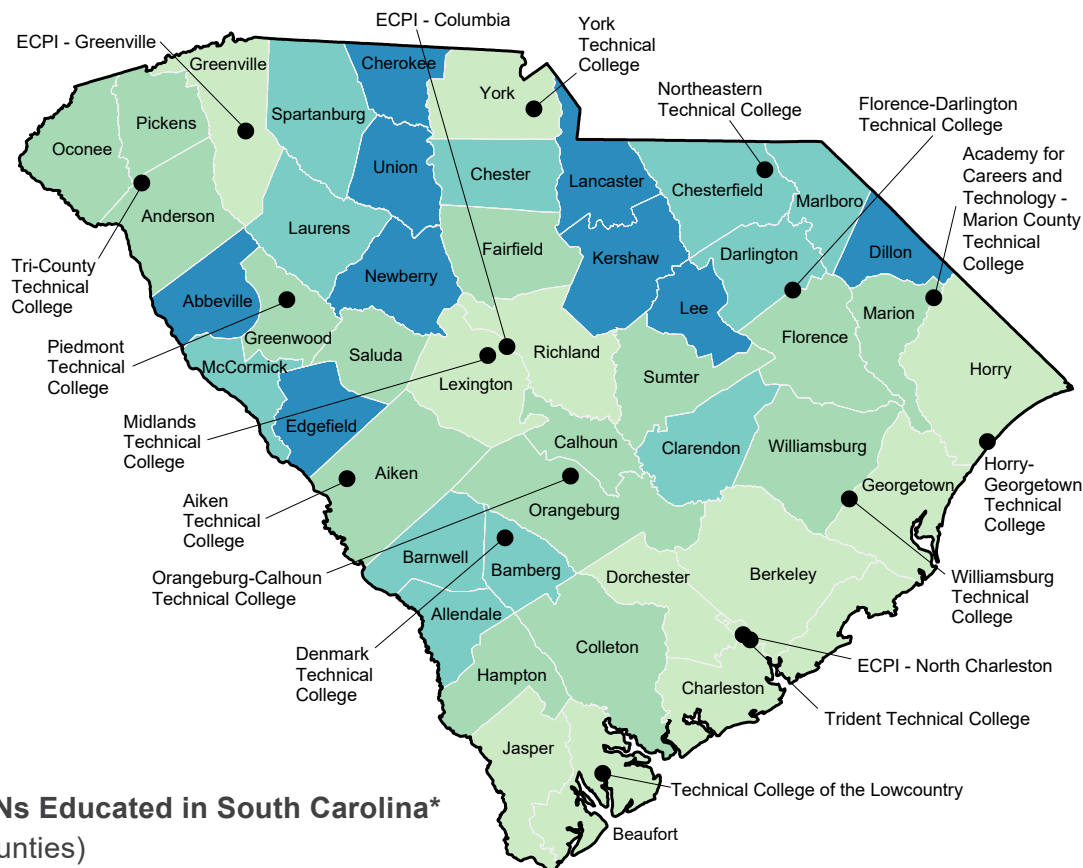 ECPI - Columbia
York
Technical
College
ECPI - Greenville
Greenville
Cherokee
York
Northeastern
Technical College
Florence-Darlington
Technical College
Academy for
Careers and
Technology -
Marion County
Technical
College
Spartanburg
Pickens
Oconee
Union
Chester
Lancaster
Chesterfield
Marlboro
Anderson
Laurens
Fairfield
Kershaw
Darlington
Dillon
Newberry
Tri-County
Technical
College
Abbeville
Lee
Marion
Greenwood
Florence
Piedmont
Technical
College
McCormick
Saluda
Richland
Lexington
Sumter
Horry
Midlands
Technical
College
Edgefield
Calhoun
Clarendon
Williamsburg
Aiken
Georgetown
Horry-
Georgetown
Technical
College
Aiken
Technical
College
Orangeburg
Barnwell
Bamberg
Dorchester
Berkeley
Orangeburg-Calhoun
Technical College
Williamsburg
Technical
College
Allendale
Denmark
Technical
College
Colleton
Hampton
ECPI - North Charleston
Charleston
Trident Technical College
Jasper
Technical College of the Lowcountry
Beaufort
Ns Educated in South Carolina*
unties)